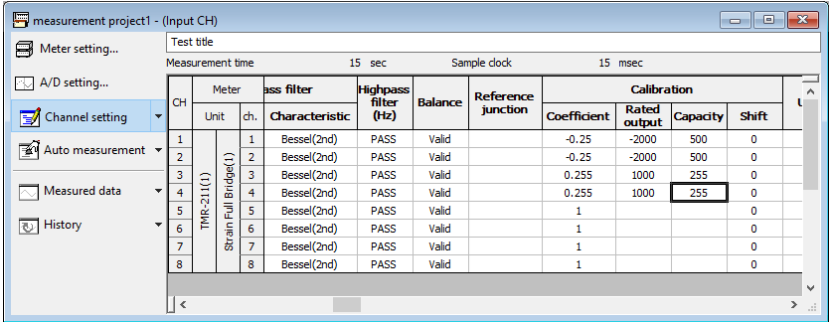 measurement project1 - (Input CH)
Meter setting...
A/D setting...
Channel setting
Auto measurement
Measured data
History
Test title
Measurement time 15 sec Sample clock 15 msec
CH Meter ass filter Highpass filter (Hz) Balance Reference junction Calibration
Unit ch. Characteristic Coefficient Rated output Capacity Shift
TMR-211(1)
Strain Full Bridge(1)
1 1 Bessel(2nd) PASS Valid -0.25 -2000 500 0
2 2 Bessel(2nd) PASS Valid -0.25 -2000 500 0
3 3 Bessel(2nd) PASS Valid 0.255 1000 255 0
4 4 Bessel(2nd) PASS Valid 0.255 1000 255 0
5 5 Bessel(2nd) PASS Valid 1 0
6 6 Bessel(2nd) PASS Valid 1 0
7 7 Bessel(2nd) PASS Valid 1 0
8 8 Bessel(2nd) PASS Valid 1 0